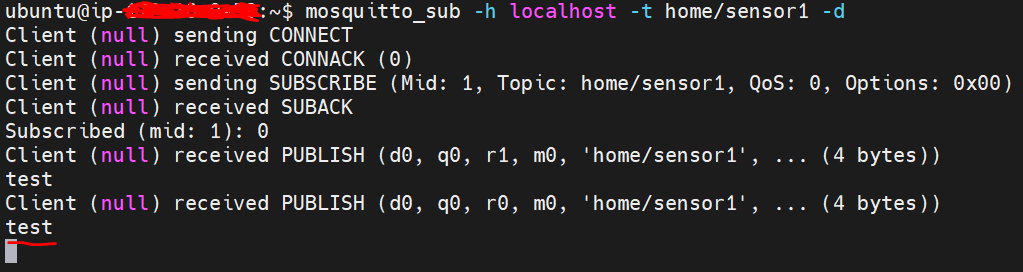 ubuntu@ip-:~$ mosquitto_sub -h localhost -t home/sensor1 -d
Client (null) sending CONNECT
Client (null) received CONNACK (0)
Client (null) sending SUBSCRIBE (Mid: 1, Topic: home/sensor1, QoS: 0, Options: 0x00)
Client (null) received SUBACK
Subscribed (mid: 1): 0
Client (null) received PUBLISH (d0, q0, r1, m0, 'home/sensor1', ... (4 bytes))
test
Client (null) received PUBLISH (d0, q0, r0, m0, 'home/sensor1', ... (4 bytes))
test